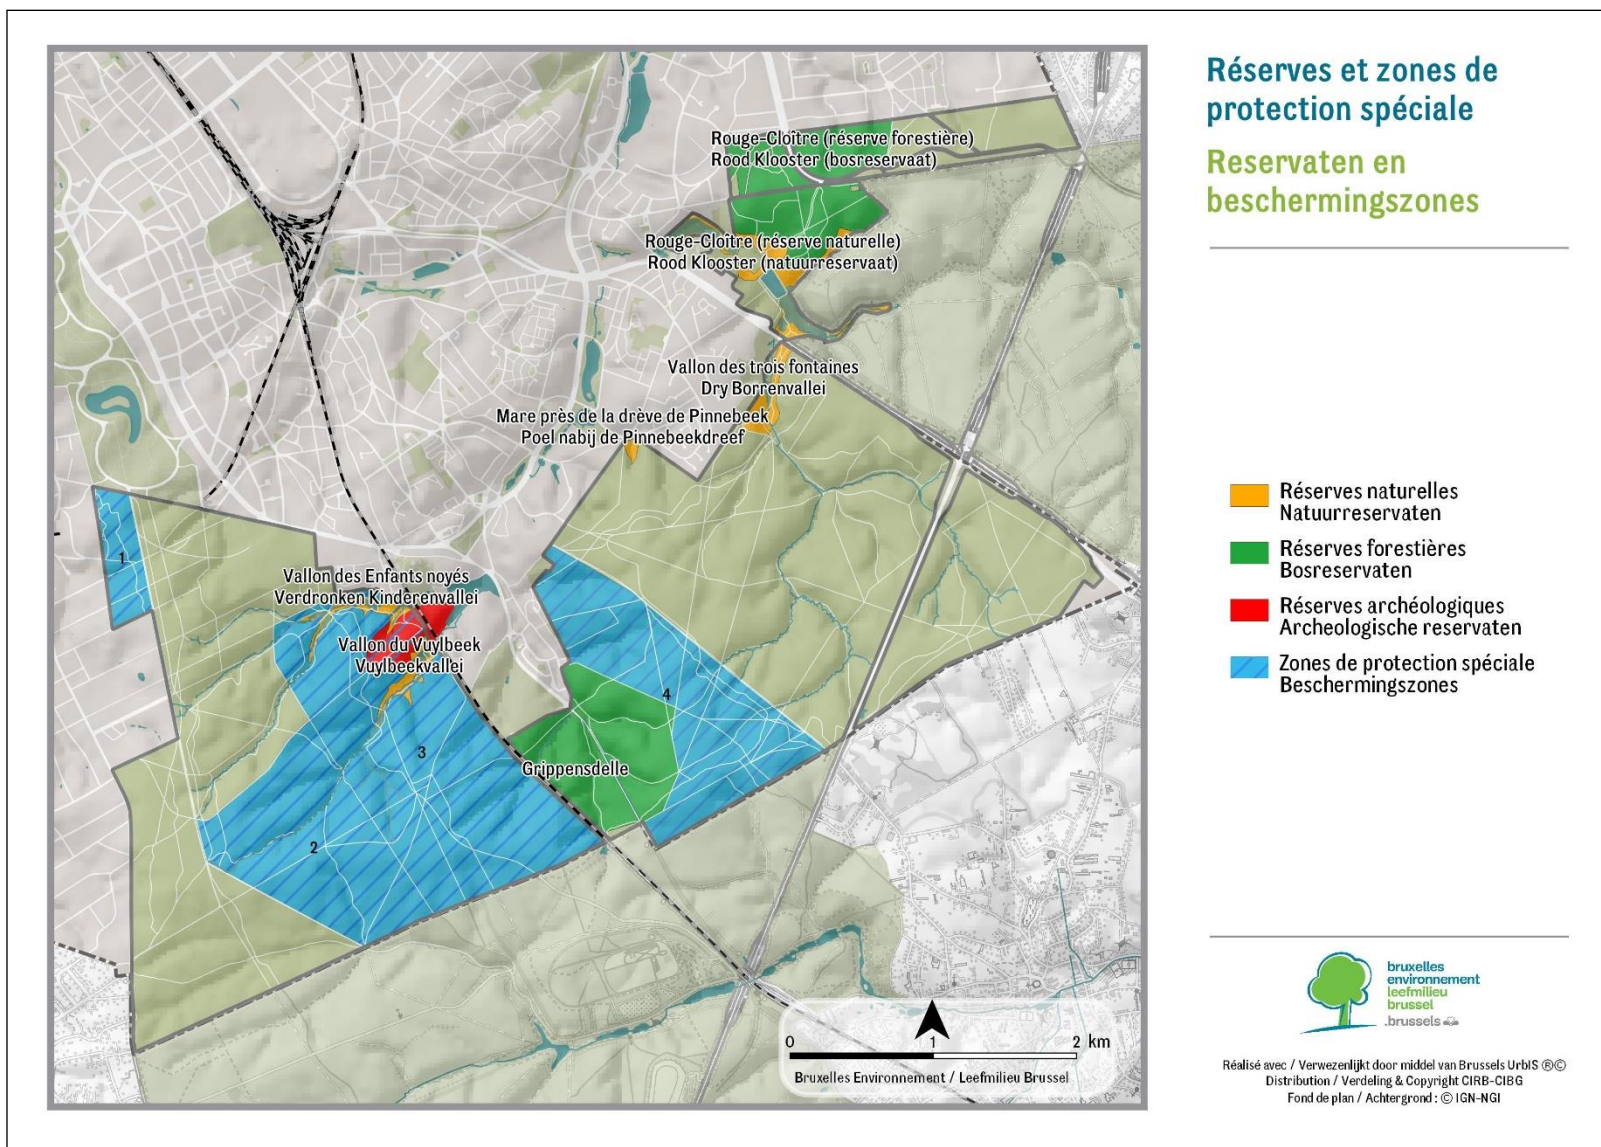 Réserves et zones de
protection spéciale
Reservaten en
beschermingszones
Rouge-Cloître (réserve forestière)
Rood Klooster (bosreservaat)
Rouge-Cloître (réserve naturelle)
Rood Klooster (natuurreservaat)
Vallon des trois fontaines
Dry Borrenvallei
Mare près de la drève de Pinnebeek
Poel nabij de Pinnebeekdreef
1
Vallon des Enfants noyés
Verdronken Kinderenvallei
Vallon du Vuylbeek
Vuylbeekvallei
4
3
Grippensdelle
2
Réserves naturelles
Natuurreservaten
Réserves forestières
Bosreservaten
Réserves archéologiques
Archeologische reservaten
Zones de protection spéciale
Beschermingszones
0 1 2 km
Bruxelles Environnement / Leefmilieu Brussel
bruxelles
environnement
leefmilieu
brussel
.brussels
Réalisé avec / Verwezenlijkt door middel van Brussels UrbIS ®©
Distribution / Verdeling & Copyright CIRB-CIBG
Fond de plan / Achtergrond : © IGN-NGI